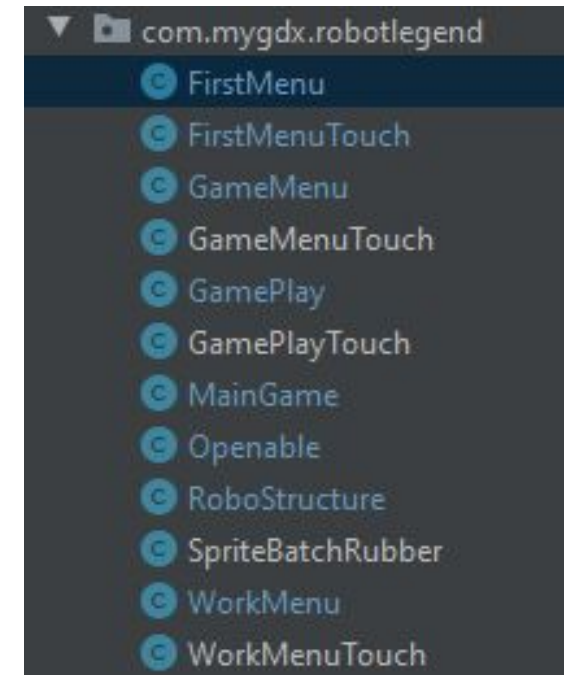 com.mygdx.robotlegend
C FirstMenu
C FirstMenuTouch
C GameMenu
C GameMenuTouch
C GamePlay
C GamePlayTouch
C MainGame
C Openable
C RoboStructure
C SpriteBatchRubber
C WorkMenu
C WorkMenuTouch